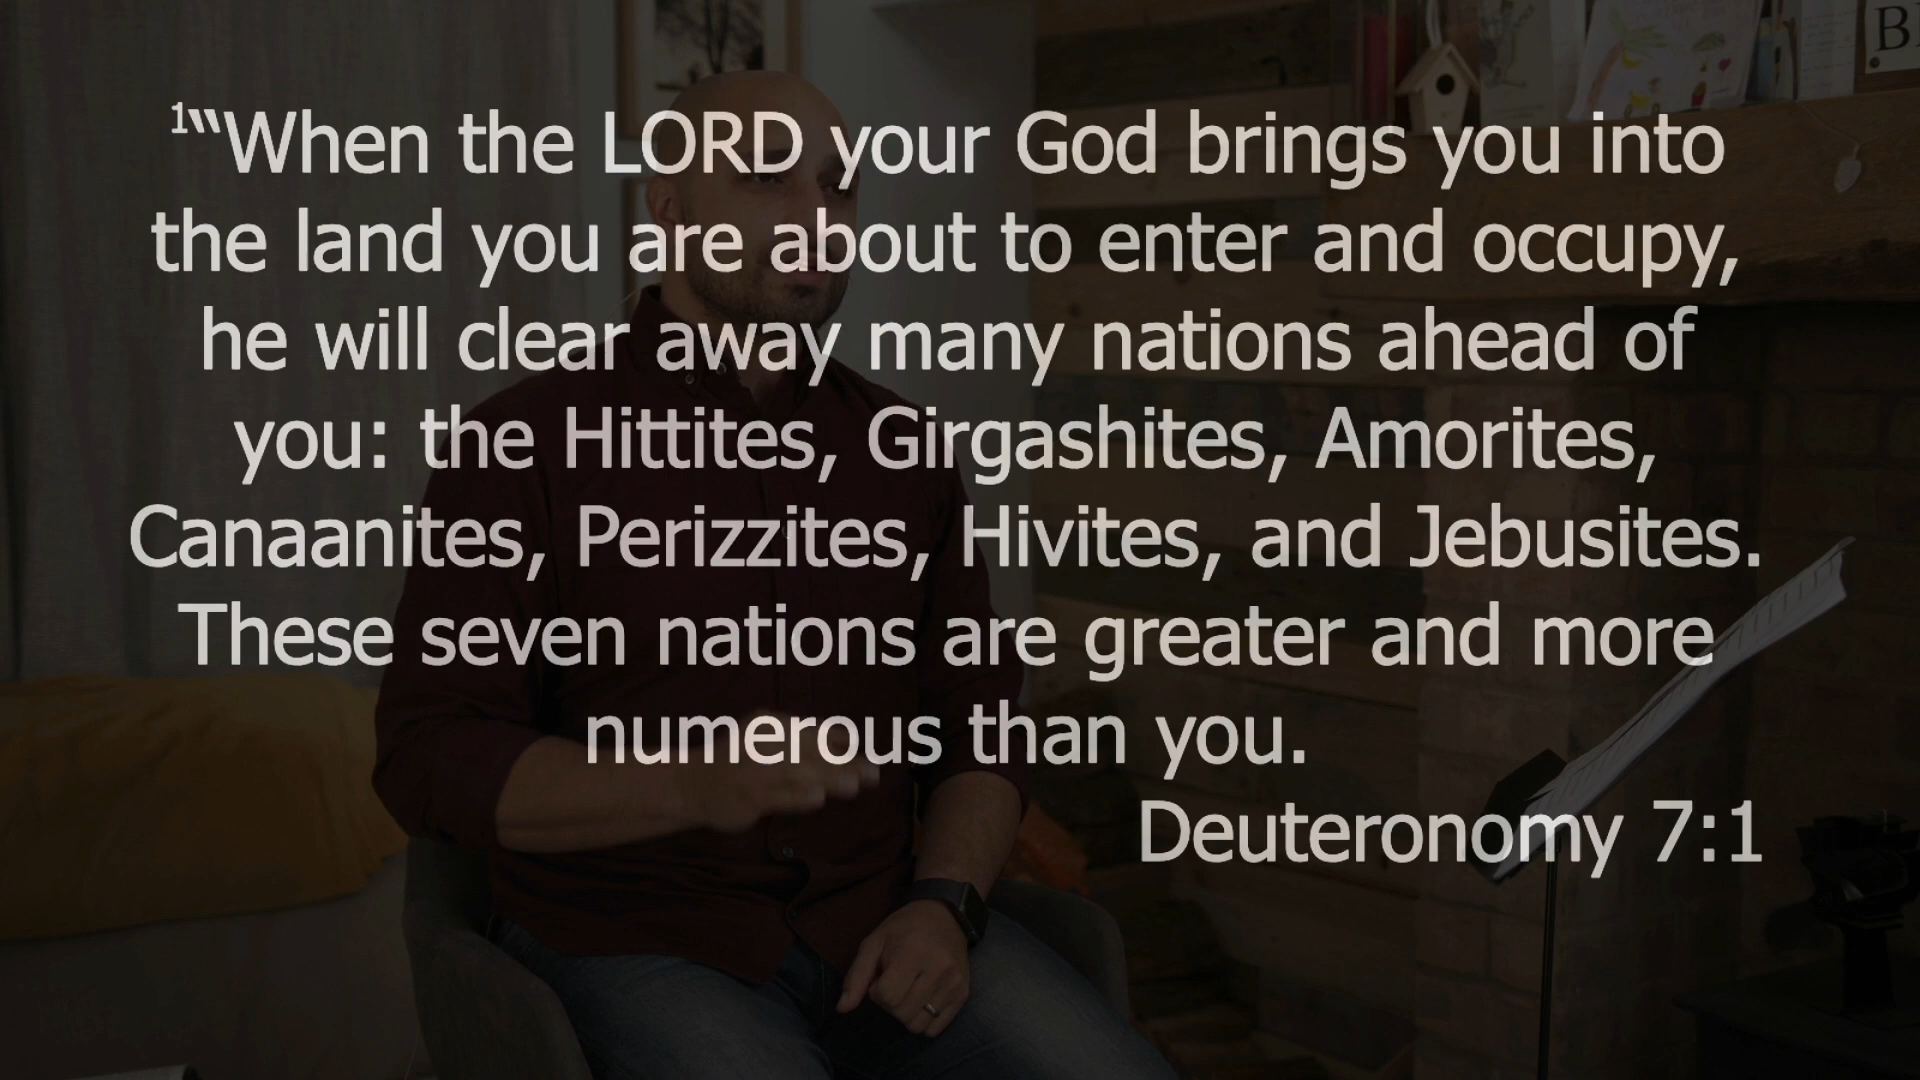 ¹“When the LORD your God brings you into
the land you are about to enter and occupy,
he will clear away many nations ahead of
you: the Hittites, Girgashites, Amorites,
Canaanites, Perizzites, Hivites, and Jebusites.
These seven nations are greater and more
numerous than you.
Deuteronomy 7:1
B